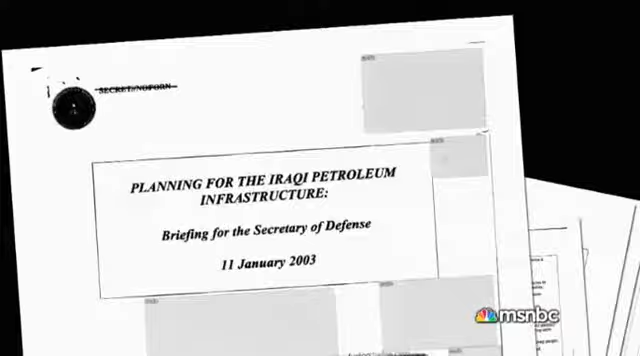 SECRET//NOFORN
PLANNING FOR THE IRAQI PETROLEUM
INFRASTRUCTURE:
Briefing for the Secretary of Defense
11 January 2003
msnbc